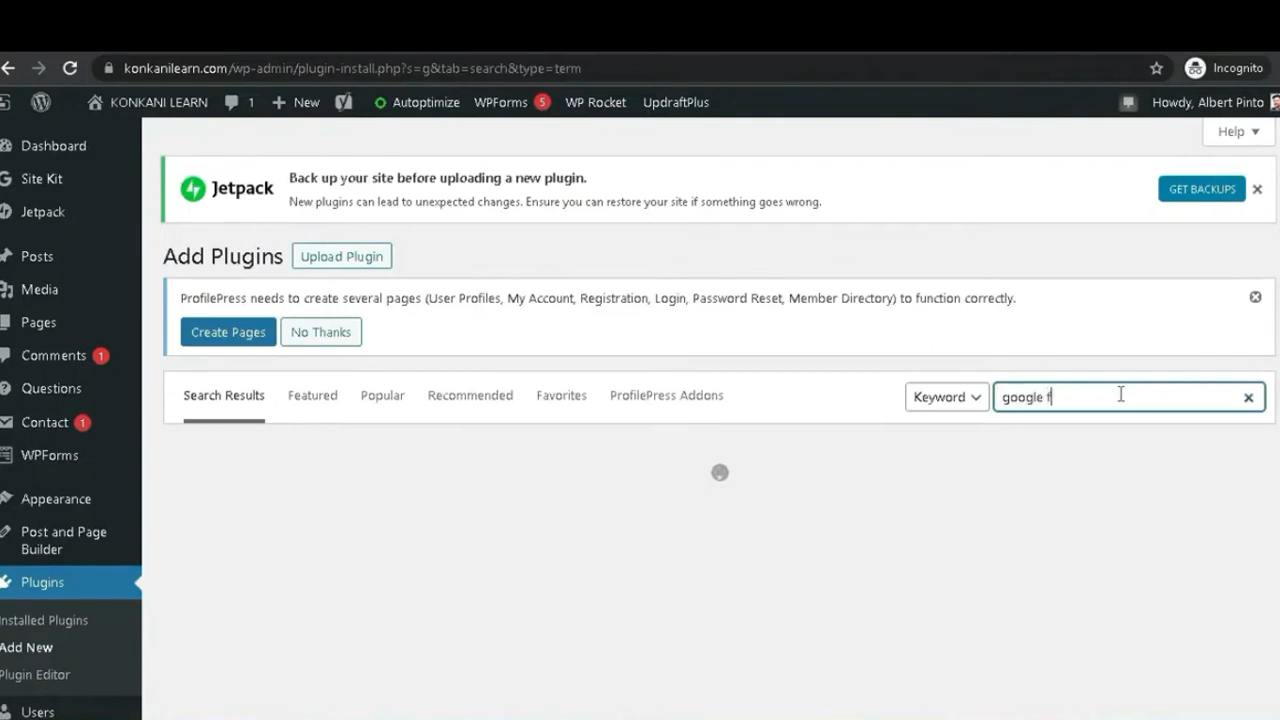 konkanilearn.com/wp-admin/plugin-install.php?s=g&tab=search&type=term
Incognito
KONKANI LEARN 1 New Autoptimize WPForms 5 WP Rocket UpdraftPlus
Howdy, Albert Pinto
Help
Dashboard
Site Kit
Jetpack
Posts
Media
Pages
Comments 1
Questions
Contact 1
WPForms
Appearance
Post and Page
Builder
Plugins
Installed Plugins
Add New
Plugin Editor
Users
Jetpack
Back up your site before uploading a new plugin.
New plugins can lead to unexpected changes. Ensure you can restore your site if something goes wrong.
GET BACKUPS
Add Plugins Upload Plugin
ProfilePress needs to create several pages (User Profiles, My Account, Registration, Login, Password Reset, Member Directory) to function correctly.
Create Pages No Thanks
Search Results Featured Popular Recommended Favorites ProfilePress Addons
Keyword google f